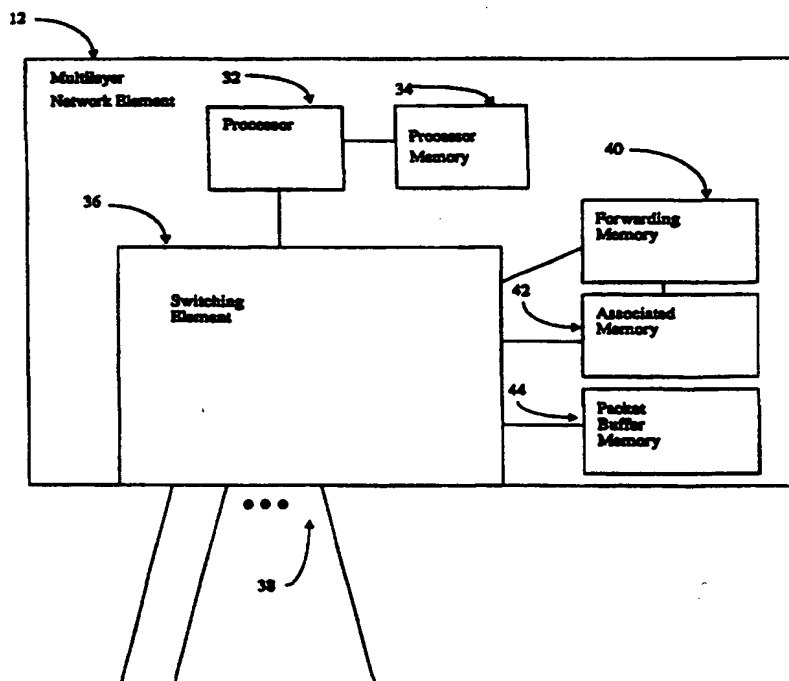 12
Multilayer
Network Element
32
Processor
34
Processor
Memory
40
Forwarding
Memory
36
Switching
Element
42
Associated
Memory
44
Packet
Buffer
Memory
38